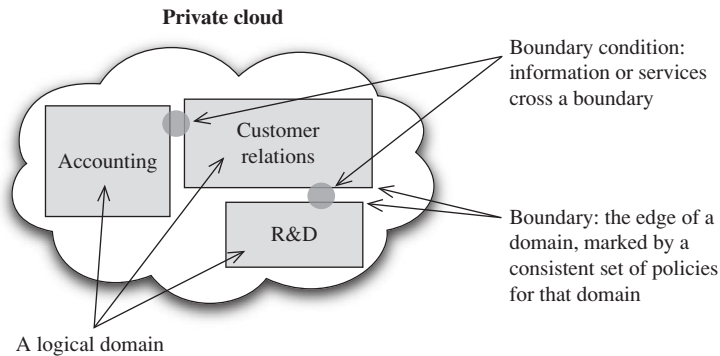 Private cloud
Boundary condition:
information or services
cross a boundary
Customer
relations
Accounting
R&D
Boundary: the edge of a
domain, marked by a
consistent set of policies
for that domain
A logical domain